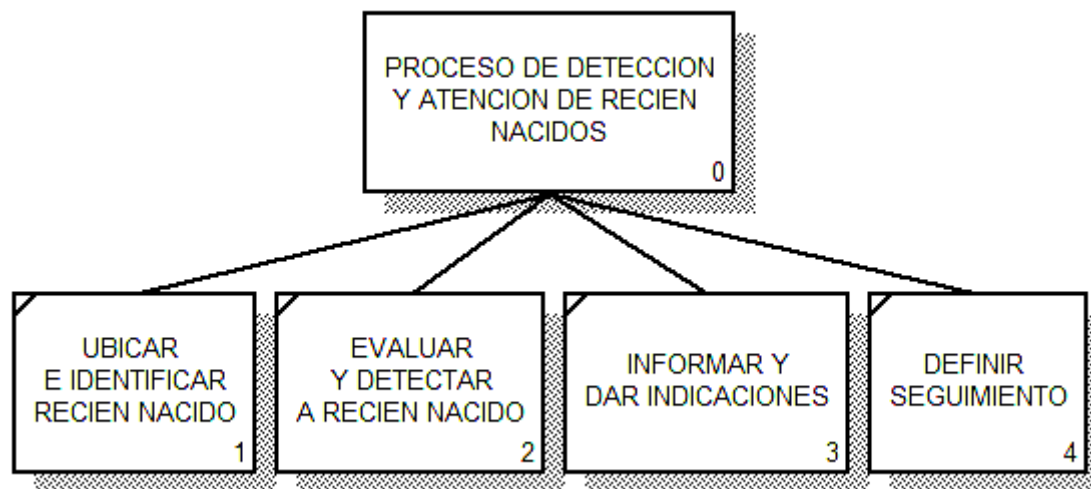 PROCESO DE DETECCION
Y ATENCION DE RECIEN
NACIDOS
0
UBICAR
E IDENTIFICAR
RECIEN NACIDO
1
EVALUAR
Y DETECTAR
A RECIEN NACIDO
2
INFORMAR Y
DAR INDICACIONES
3
DEFINIR
SEGUIMIENTO
4